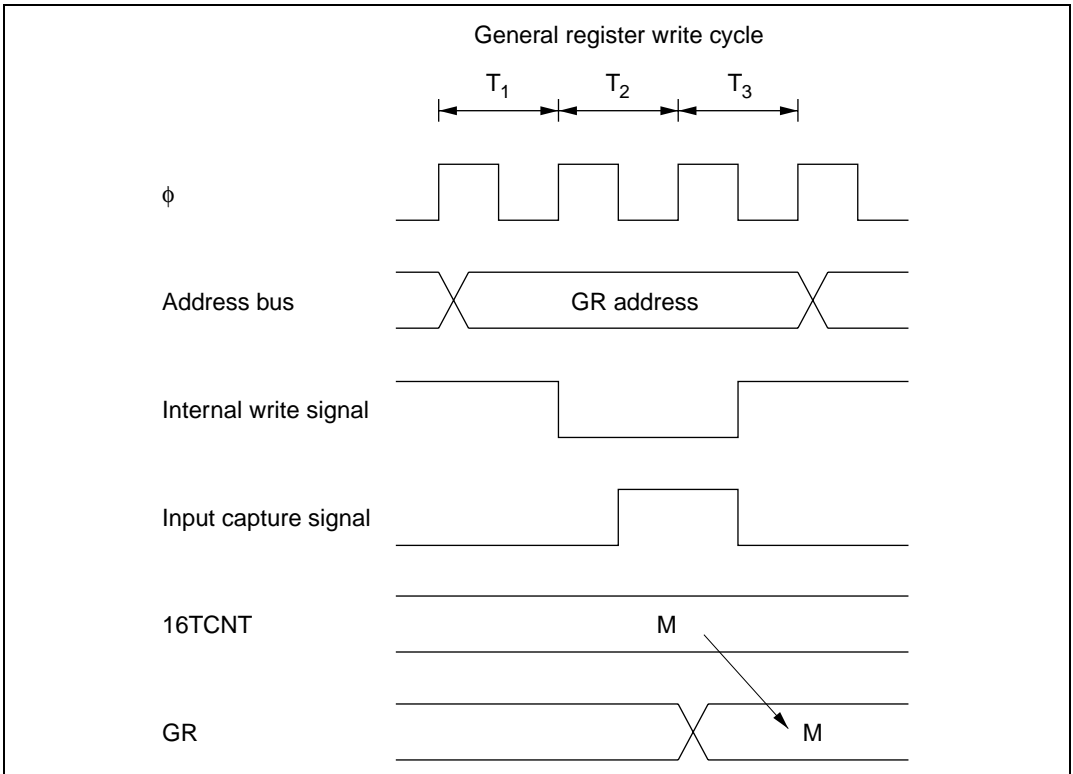 General register write cycle
T1 T2 T3
ϕ
Address bus GR address
Internal write signal
Input capture signal
16TCNT M
GR M